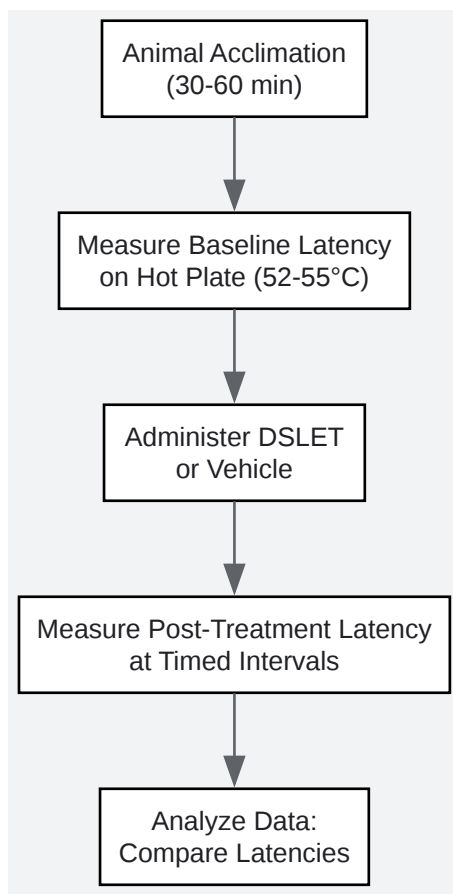 Animal Acclimation
(30-60 min)
Measure Baseline Latency
on Hot Plate (52-55°C)
Administer DSLET
or Vehicle
Measure Post-Treatment Latency
at Timed Intervals
Analyze Data:
Compare Latencies